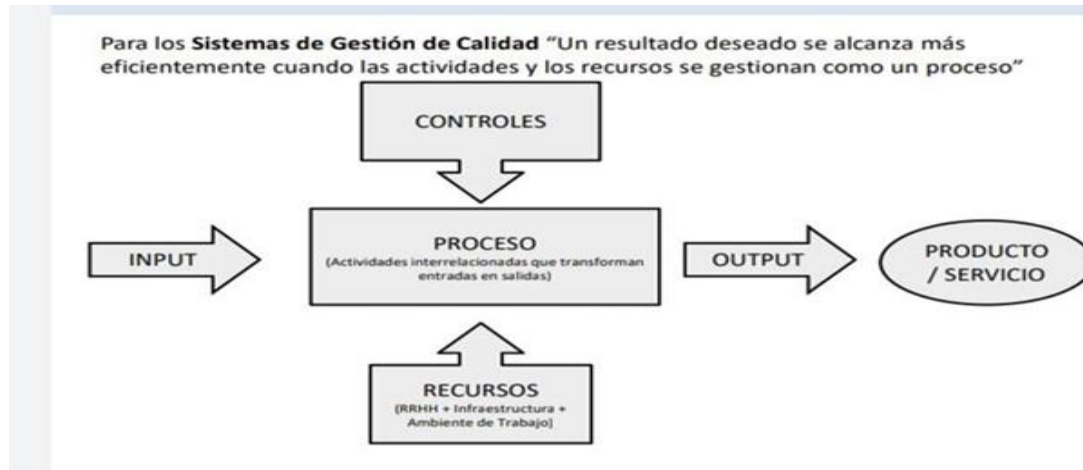 Para los Sistemas de Gestión de Calidad “Un resultado deseado se alcanza más
eficientemente cuando las actividades y los recursos se gestionan como un proceso”
CONTROLES
INPUT
PROCESO
(Actividades interrelacionadas que transforman
entradas en salidas)
OUTPUT
PRODUCTO
/ SERVICIO
RECURSOS
(RRHH + Infraestructura +
Ambiente de Trabajo)